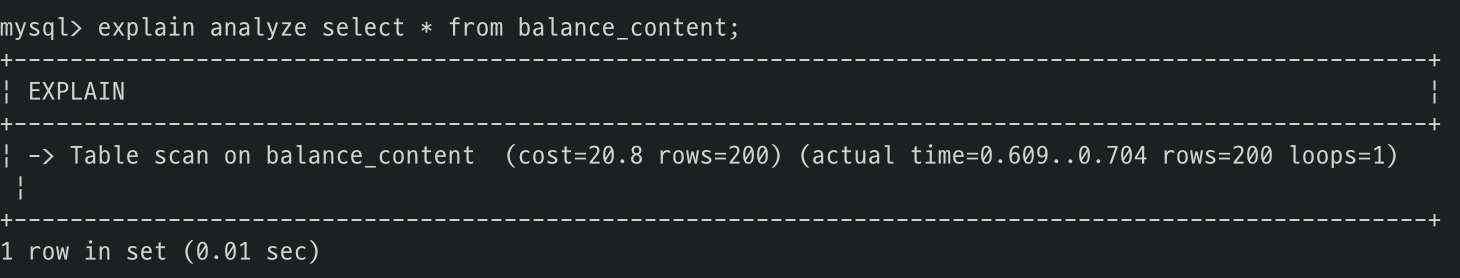 mysql> explain analyze select * from balance_content;
+-----------------------------------------------------------------------------------------------------+
¦ EXPLAIN                                                                                             ¦
+-----------------------------------------------------------------------------------------------------+
¦ -> Table scan on balance_content  (cost=20.8 rows=200) (actual time=0.609..0.704 rows=200 loops=1)
 ¦
+-----------------------------------------------------------------------------------------------------+
1 row in set (0.01 sec)